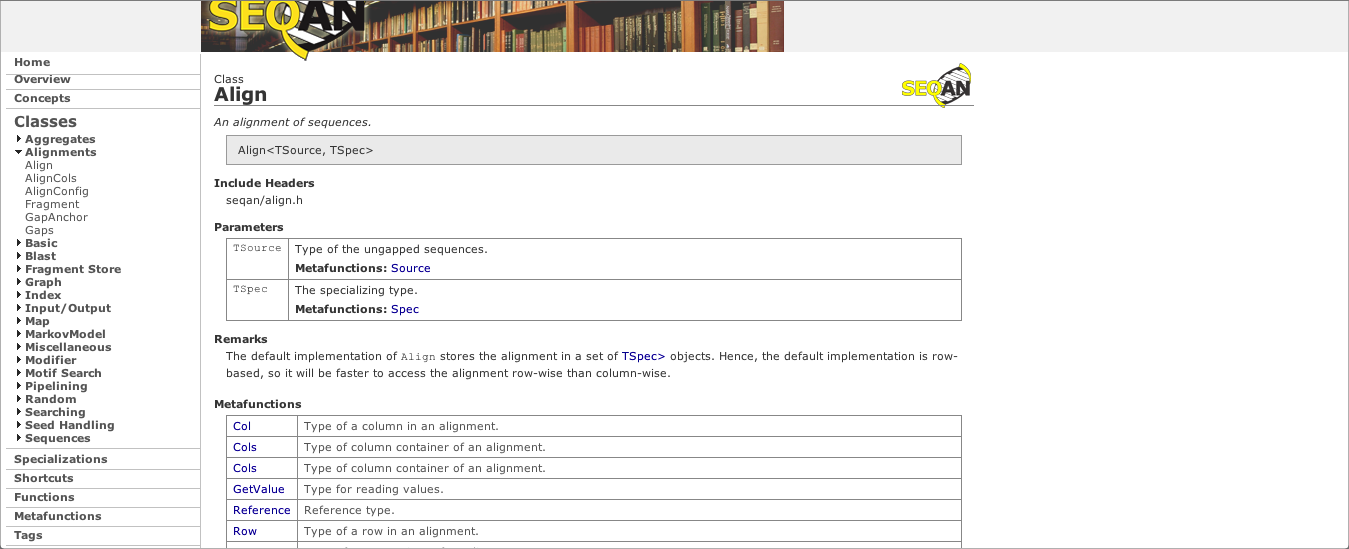 SEQAN
Home
Overview
Concepts
Classes
Aggregates
Alignments
Align
AlignCols
AlignConfig
Fragment
GapAnchor
Gaps
Basic
Blast
Fragment Store
Graph
Index
Input/Output
Map
MarkovModel
Miscellaneous
Modifier
Motif Search
Pipelining
Random
Searching
Seed Handling
Sequences
Specializations
Shortcuts
Functions
Metafunctions
Tags
Class
Align
SEQAN
An alignment of sequences.
Align<TSource, TSpec>
Include Headers
seqan/align.h
Parameters
TSource Type of the ungapped sequences.
Metafunctions: Source
TSpec The specializing type.
Metafunctions: Spec
Remarks
The default implementation of Align stores the alignment in a set of TSpec> objects. Hence, the default implementation is row-
based, so it will be faster to access the alignment row-wise than column-wise.
Metafunctions
Col Type of a column in an alignment.
Cols Type of column container of an alignment.
Cols Type of column container of an alignment.
GetValue Type for reading values.
Reference Reference type.
Row Type of a row in an alignment.